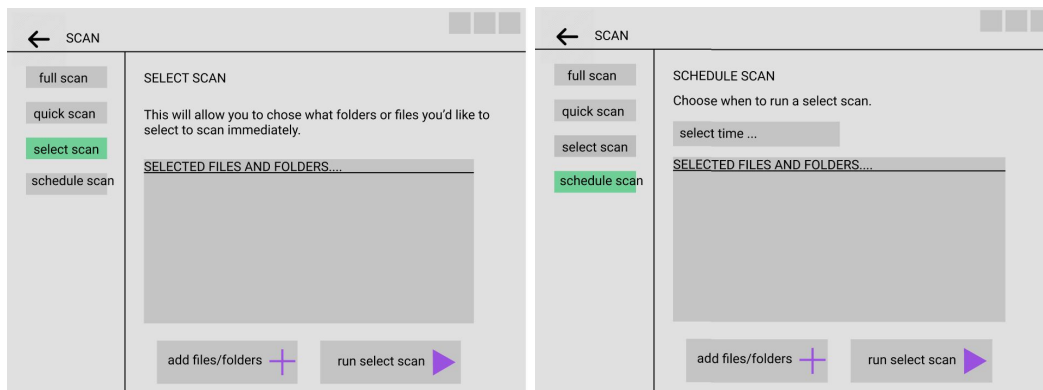 SCAN
full scan
quick scan
select scan
schedule scan
SELECT SCAN
This will allow you to chose what folders or files you'd like to
select to scan immediately.
SELECTED FILES AND FOLDERS....
add files/folders
run select scan
SCAN
full scan
quick scan
select scan
schedule scan
SCHEDULE SCAN
Choose when to run a select scan.
select time ...
SELECTED FILES AND FOLDERS....
add files/folders
run select scan